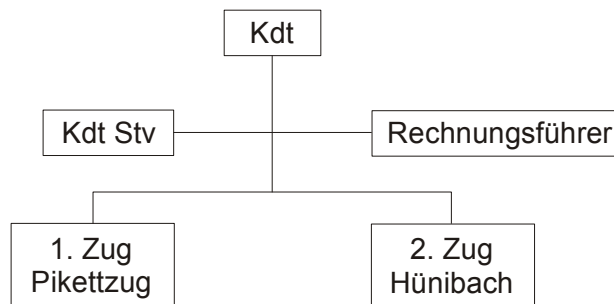 Kdt
Kdt Stv
Rechnungsführer
1. Zug
Pikettzug
2. Zug
Hünibach